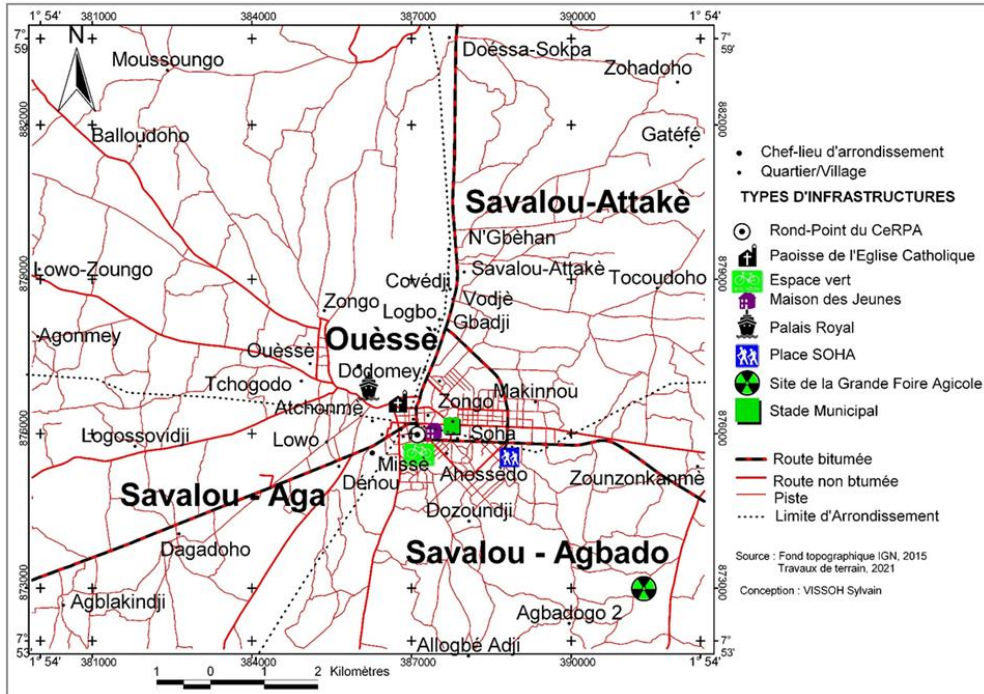 1° 54' 381000 384000 387000 390000 1° 54'
7° 59'
7° 59'
N
Doéssa-Sokpa
Moussoungo
Zohadoho
882000
882000
Balloudoho
Gatéfé
Savalou-Attakè
N'Gbèhan
Lowo-Zoungo
Covédji
Savalou-Attakè
879000
879000
Tocoudoho
Zongo
Vodjè
Logbo
Gbadji
Agonmey
Ouèssè
Ouèssè
Dodomey
Tchogodo
Makinnou
Atchonmè
Zongo
876000
876000
Logossovidji
Lowo
Soha
Missè
Ahossedo
Zounzonkanmè
Dénou
Savalou - Aga
Dozoundji
Dagadoho
Savalou - Agbado
873000
873000
Agblakindji
Agbadogo 2
7° 53'
Allogbé Adji
7° 53'
1° 54' 381000 384000 387000 390000 1° 54'
1 0 1 2 Kilomètres
Chef-lieu d'arrondissement
Quartier/Village
TYPES D'INFRASTRUCTURES
Rond-Point du CeRPA
Paoisse de l'Eglise Catholique
Espace vert
Maison des Jeunes
Palais Royal
Place SOHA
Site de la Grande Foire Agicole
Stade Municipal
Route bitumée
Route non btumée
Piste
Limite d'Arrondissement
Source : Fond topographique IGN, 2015
Travaux de terrain, 2021
Conception : VISSOH Sylvain